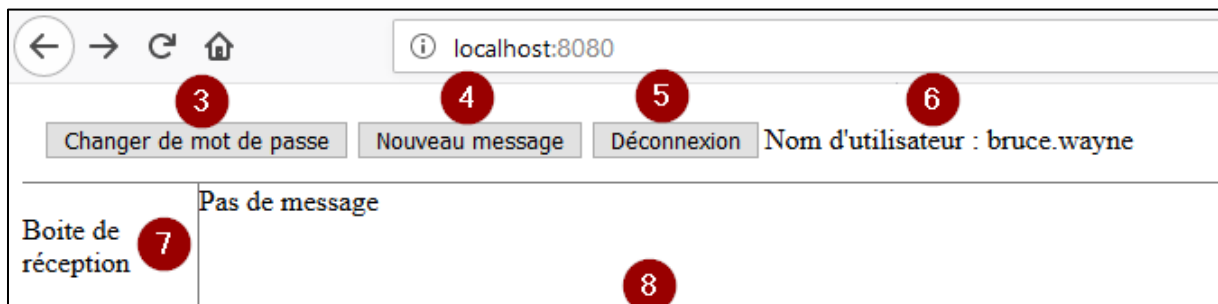 localhost:8080
3 4 5 6
Changer de mot de passe Nouveau message Déconnexion Nom d'utilisateur : bruce.wayne
Pas de message
Boite de
réception
7
8